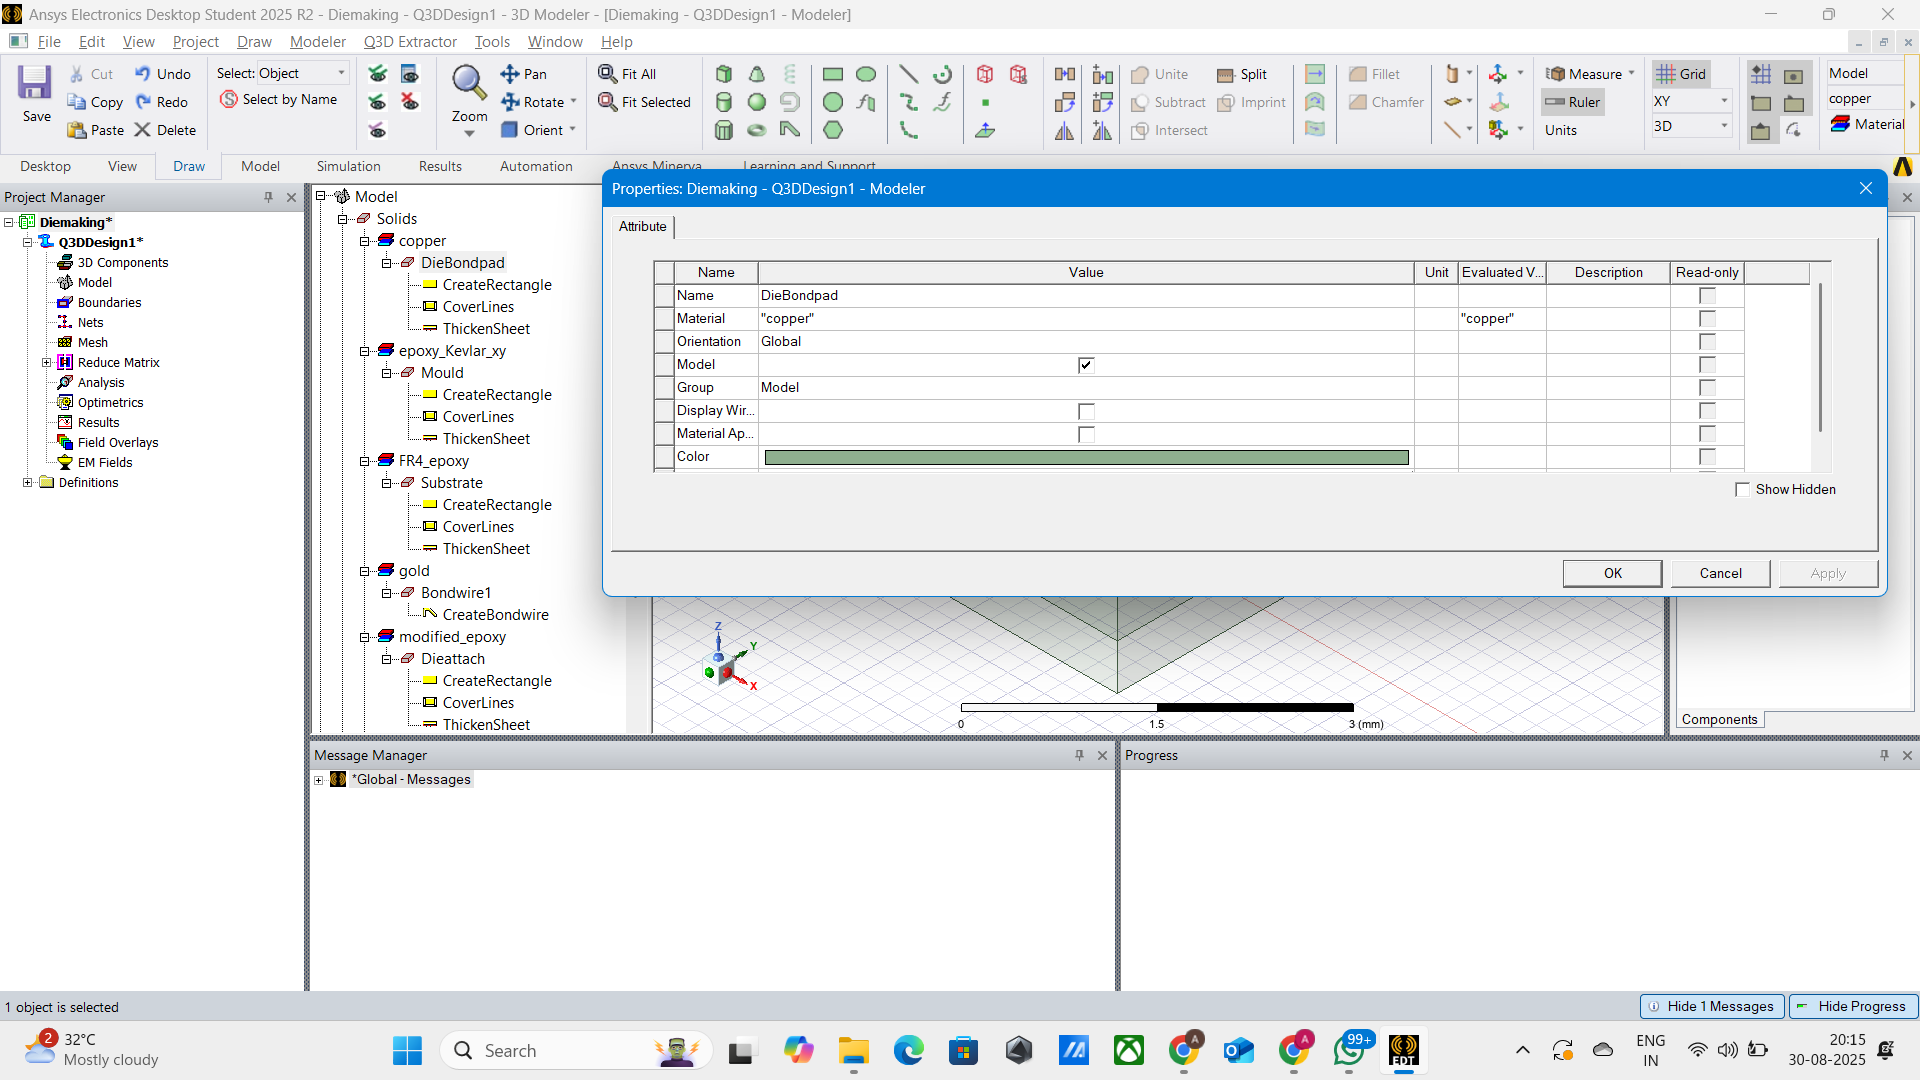 Ansys Electronics Desktop Student 2025 R2 - Diemaking - Q3DDesign1 - 3D Modeler - [Diemaking - Q3DDesign1 - Modeler]
File Edit View Project Draw Modeler Q3D Extractor Tools Window Help
Save
Cut Copy Paste
Undo Redo Delete
Select: Object
Select by Name
Zoom
Pan Rotate Orient
Fit All Fit Selected
Unite Subtract Intersect
Split Imprint
Fillet Chamfer
Measure Ruler Units
Grid XY 3D
Model copper Material
Desktop View Draw Model Simulation Results Automation Ansys Minerva Learning and Support
Project Manager
Diemaking*
Q3DDesign1*
3D Components
Model
Boundaries
Nets
Mesh
Reduce Matrix
Analysis
Optimetrics
Results
Field Overlays
EM Fields
Definitions
Model
Solids
copper
DieBondpad
CreateRectangle
CoverLines
ThickenSheet
epoxy_Kevlar_xy
Mould
CreateRectangle
CoverLines
ThickenSheet
FR4_epoxy
Substrate
CreateRectangle
CoverLines
ThickenSheet
gold
Bondwire1
CreateBondwire
modified_epoxy
Dieattach
CreateRectangle
CoverLines
ThickenSheet
Properties: Diemaking - Q3DDesign1 - Modeler
Attribute
Name Value Unit Evaluated V... Description Read-only
Name DieBondpad
Material "copper" "copper"
Orientation Global
Model
Group Model
Display Wir...
Material Ap...
Color
Show Hidden
OK Cancel Apply
Z
Y
X
0 1.5 3 (mm)
Components
Message Manager
*Global - Messages
Progress
1 object is selected
Hide 1 Messages Hide Progress
2
32°C
Mostly cloudy
Search
A
A
99+
EDT
ENG
IN
20:15
30-08-2025